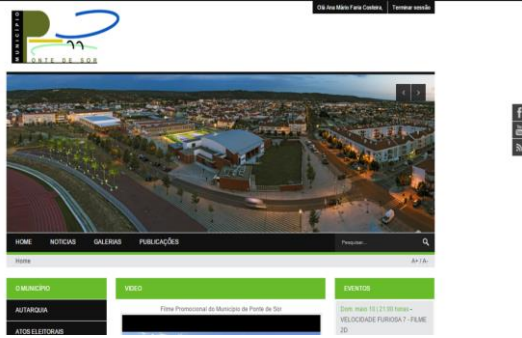 Olá Ana Mário Faria Costeira, Terminar sessão
MUNICÍPIO
PONTE DE SOR
HOME NOTICIAS GALERIAS PUBLICAÇÕES Pesquisar...
Home A+ / A-
O MUNICÍPIO
AUTARQUIA
ATOS ELEITORAIS
VIDEO
Filme Promocional do Município de Ponte de Sor
EVENTOS
Dom. maio 10 | 21:00 horas –
VELOCIDADE FURIOSA 7 - FILME
2D